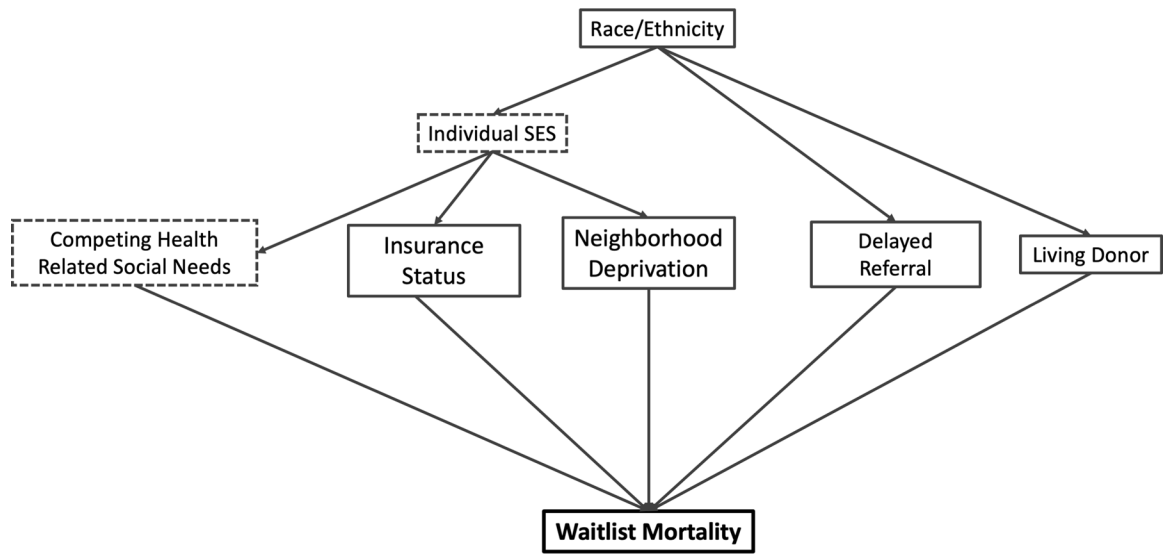 Race/Ethnicity
Individual SES
Competing Health
Related Social Needs
Insurance
Status
Neighborhood
Deprivation
Delayed
Referral
Living Donor
Waitlist Mortality